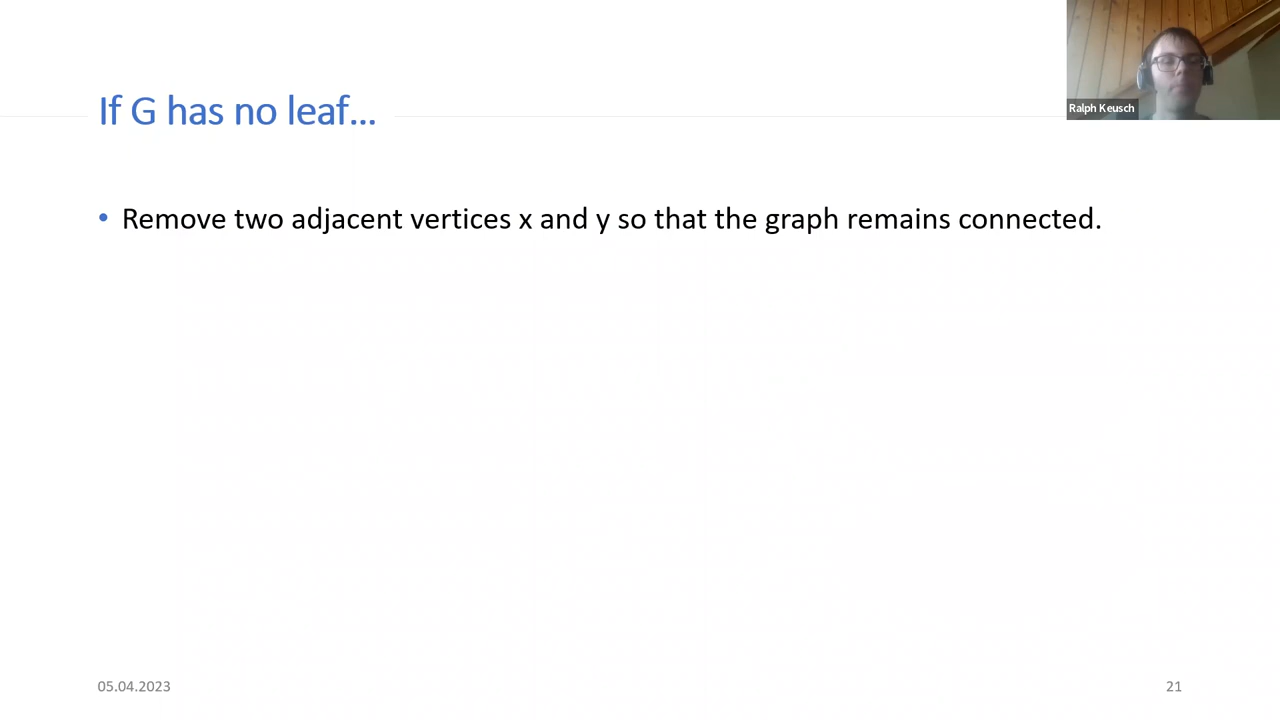 If G has no leaf...
Ralph Keusch
• Remove two adjacent vertices x and y so that the graph remains connected.
05.04.2023
21